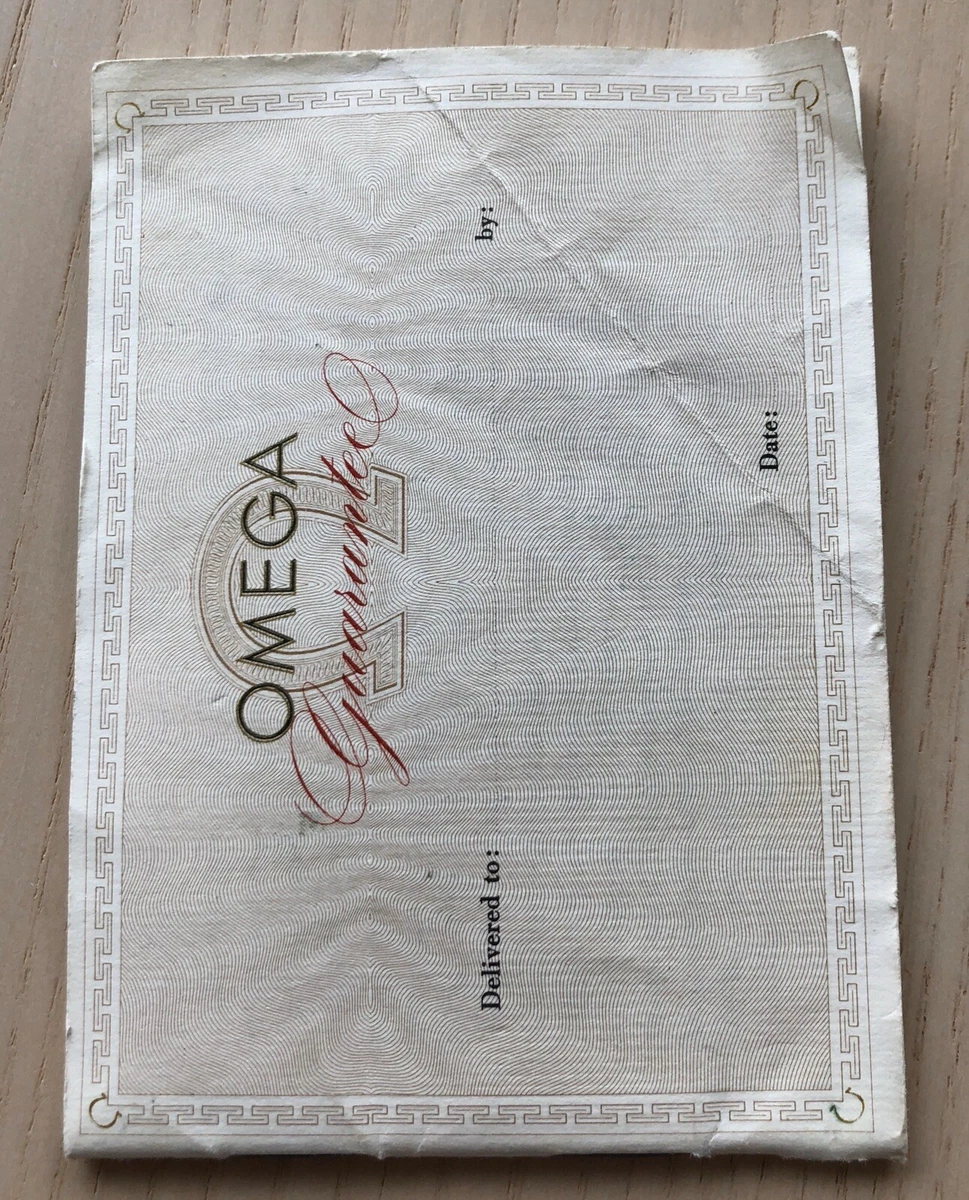 OMEGA
Guarantee
Delivered to: by:
Date: